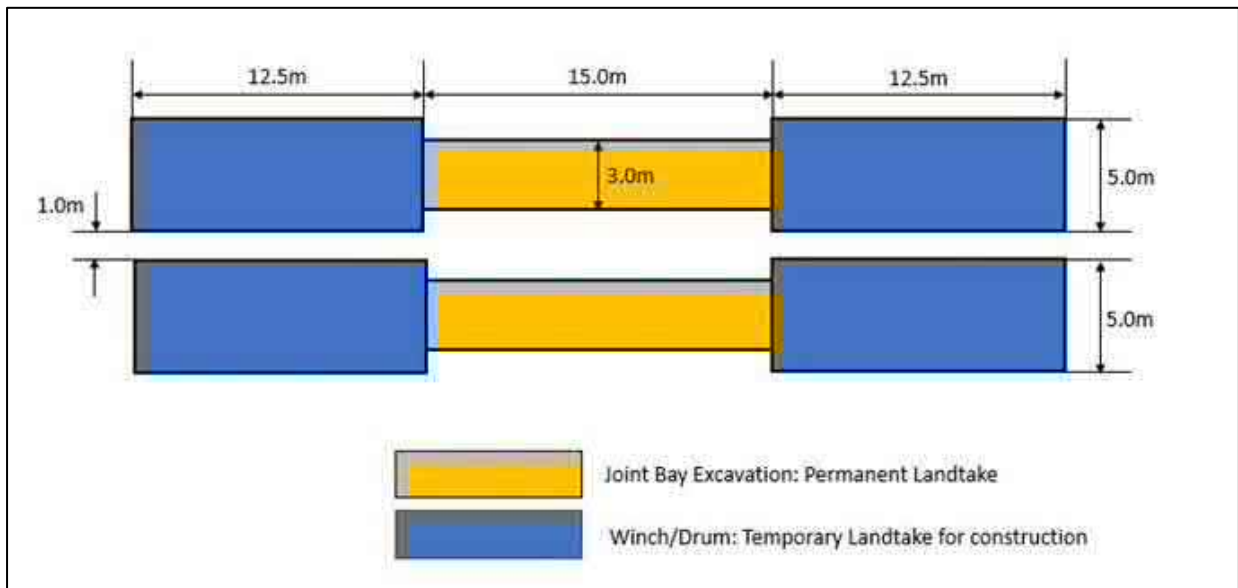 12.5m
15.0m
12.5m
3.0m
5.0m
1.0m
5.0m
Joint Bay Excavation: Permanent Landtake
Winch/Drum: Temporary Landtake for construction